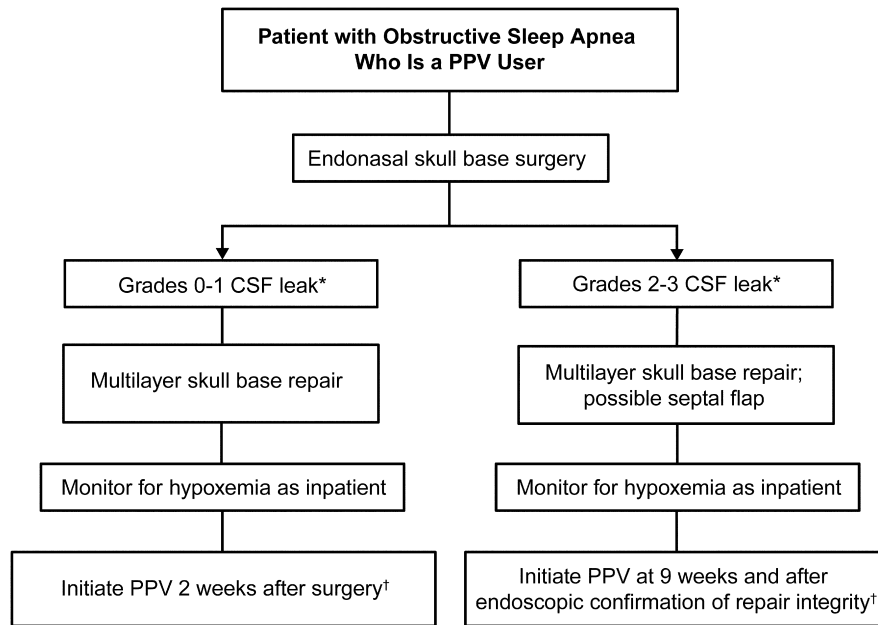 Patient with Obstructive Sleep Apnea
Who Is a PPV User
Endonasal skull base surgery
Grades 0-1 CSF leak*
Grades 2-3 CSF leak*
Multilayer skull base repair
Multilayer skull base repair;
possible septal flap
Monitor for hypoxemia as inpatient
Monitor for hypoxemia as inpatient
Initiate PPV 2 weeks after surgery†
Initiate PPV at 9 weeks and after
endoscopic confirmation of repair integrity†